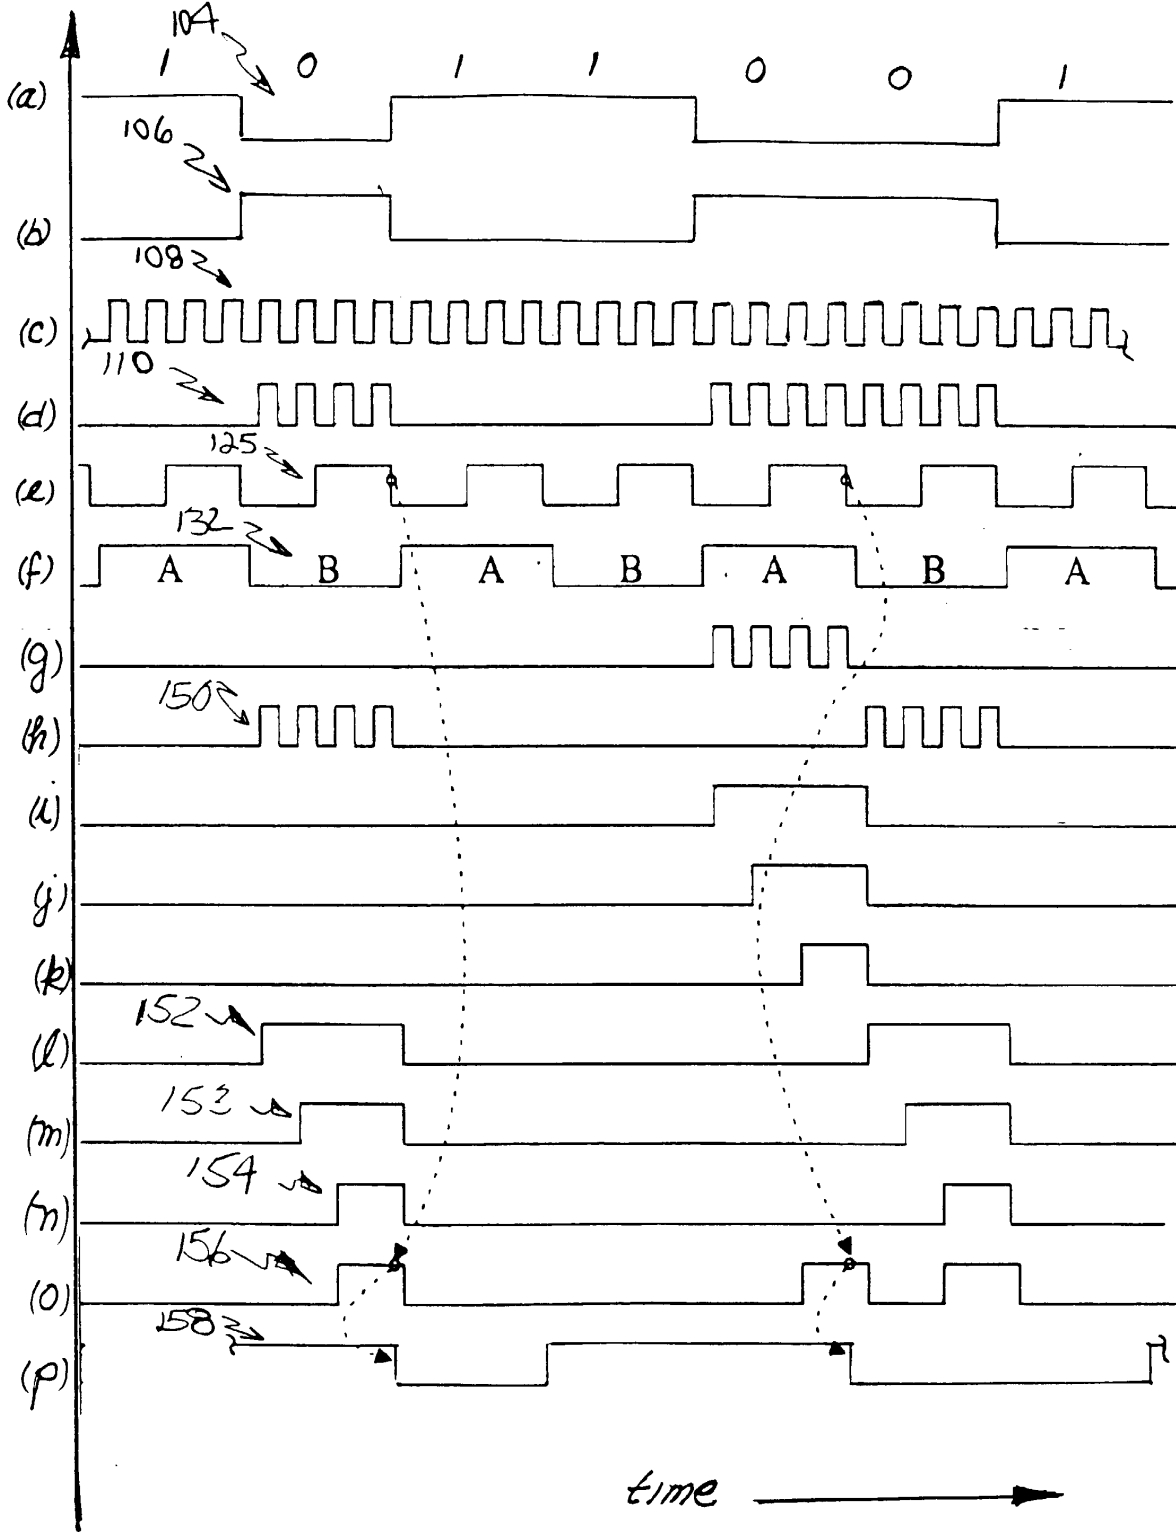 104
1 0 1 1 0 0 1
(a)
106
(b)
108
(c)
110
(d)
125
(e)
132
(f) A B A B A B A
(g)
150
(h)
(i)
(j)
(k)
152
(l)
153
(m)
154
(n)
156
(o)
158
(p)
time